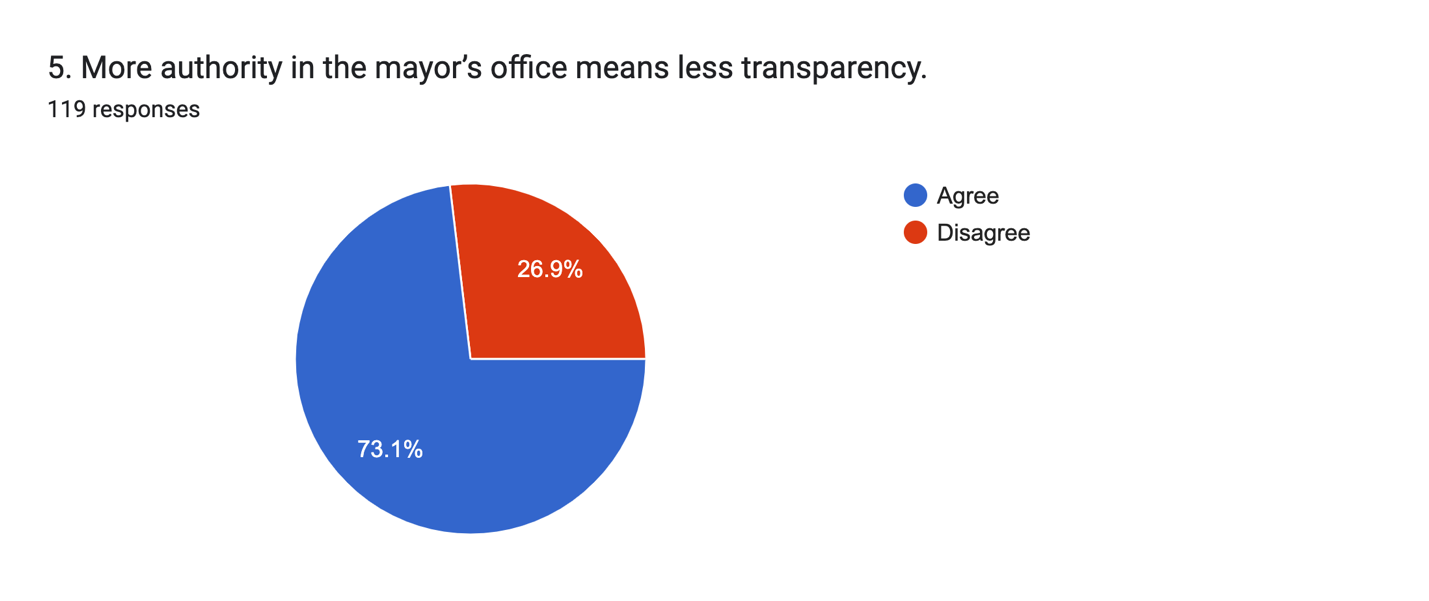 5. More authority in the mayor’s office means less transparency.
119 responses
Agree
Disagree
26.9%
73.1%